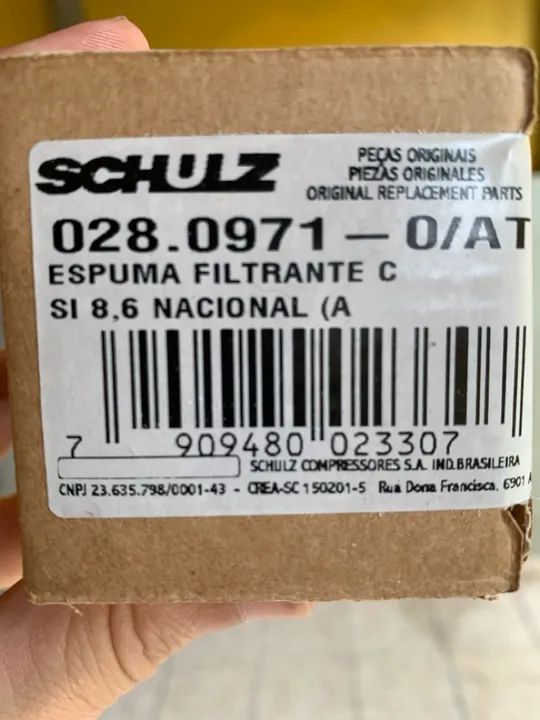 SCHULZ
PEÇAS ORIGINAIS
PIEZAS ORIGINALES
ORIGINAL REPLACEMENT PARTS
028.0971-0/AT
ESPUMA FILTRANTE C
SI 8,6 NACIONAL (A
7 909480 023307
SCHULZ COMPRESSORES S.A. IND.BRASILEIRA
CNPJ 23.635.798/0001-43 - CREA-SC 150201-5 Rua Dona Francisca, 6901 A